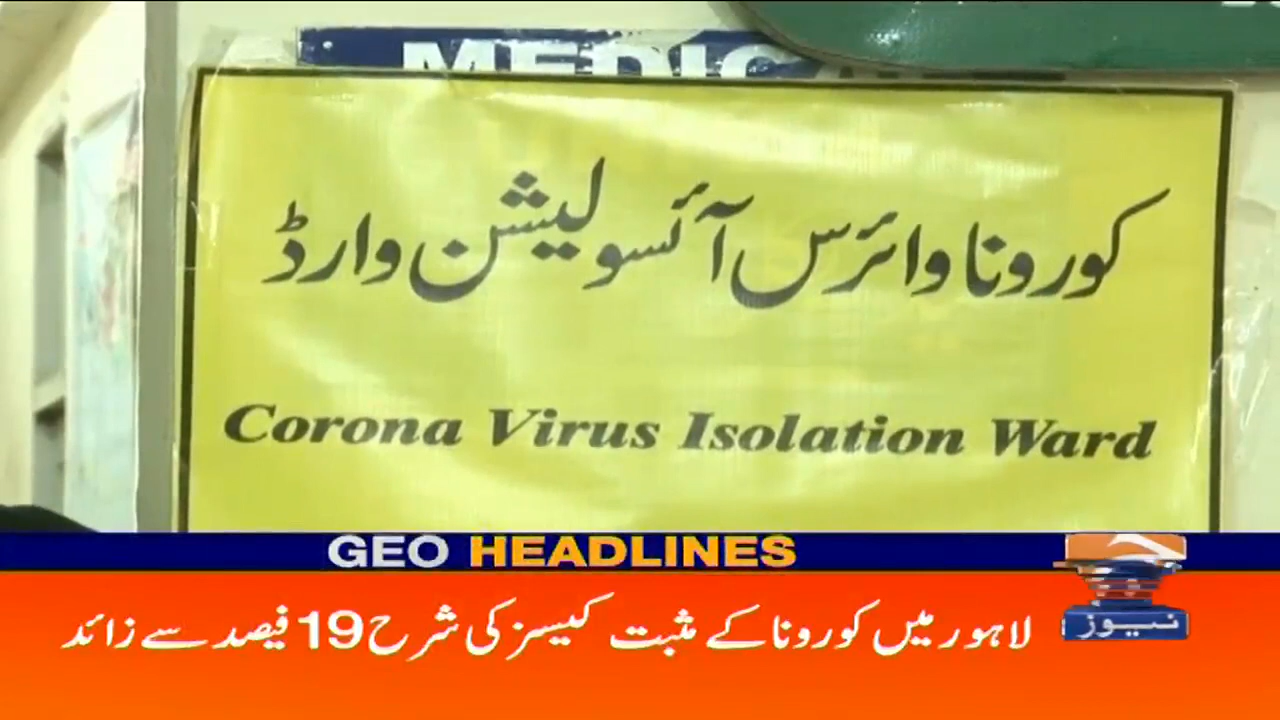 کورونا وائرس آئسولیشن وارڈ
Corona Virus Isolation Ward
GEO HEADLINES
لاہور میں کورونا کے مثبت کیسز کی شرح 19 فیصد سے زائد
نیوز